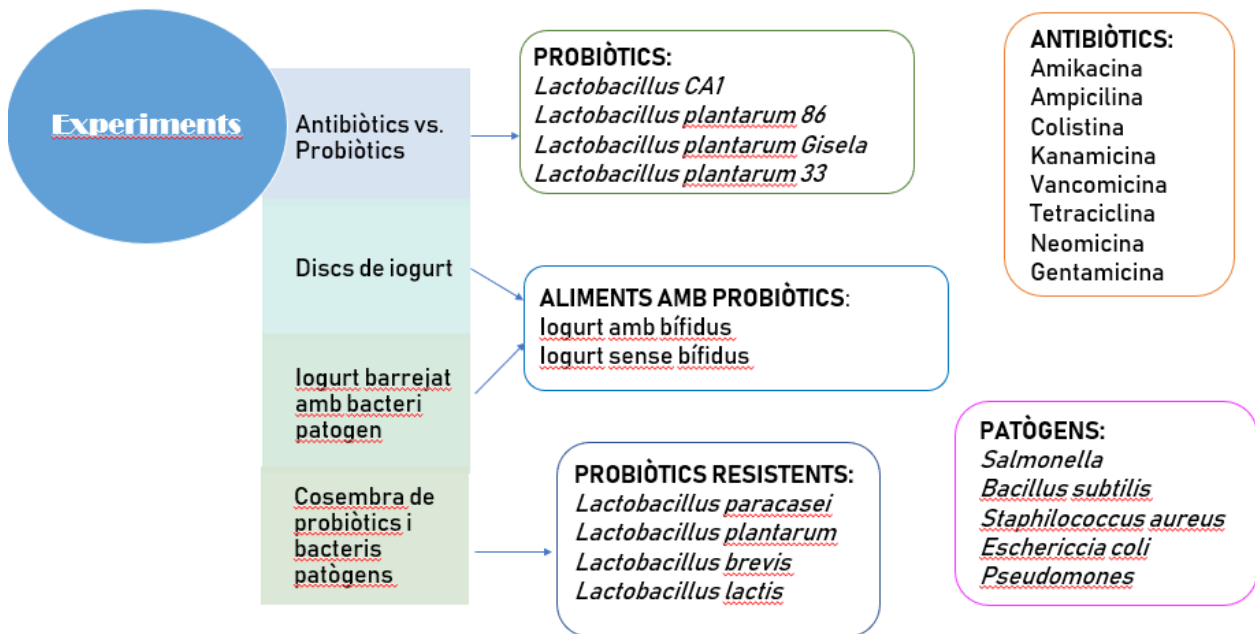 Experiments
Antibiòtics vs.
Probiòtics
Discs de iogurt
Iogurt barrejat
amb bacteri
patogen
Cosembra de
probiòtics i
bacteris
patògens
PROBIÒTICS:
Lactobacillus CA1
Lactobacillus plantarum 86
Lactobacillus plantarum Gisela
Lactobacillus plantarum 33
ALIMENTS AMB PROBIÒTICS:
Iogurt amb bífidus
Iogurt sense bífidus
PROBIÒTICS RESISTENTS:
Lactobacillus paracasei
Lactobacillus plantarum
Lactobacillus brevis
Lactobacillus lactis
ANTIBIÒTICS:
Amikacina
Ampicilina
Colistina
Kanamicina
Vancomicina
Tetraciclina
Neomicina
Gentamicina
PATÒGENS:
Salmonella
Bacillus subtilis
Staphilococcus aureus
Eschericcia coli
Pseudomones